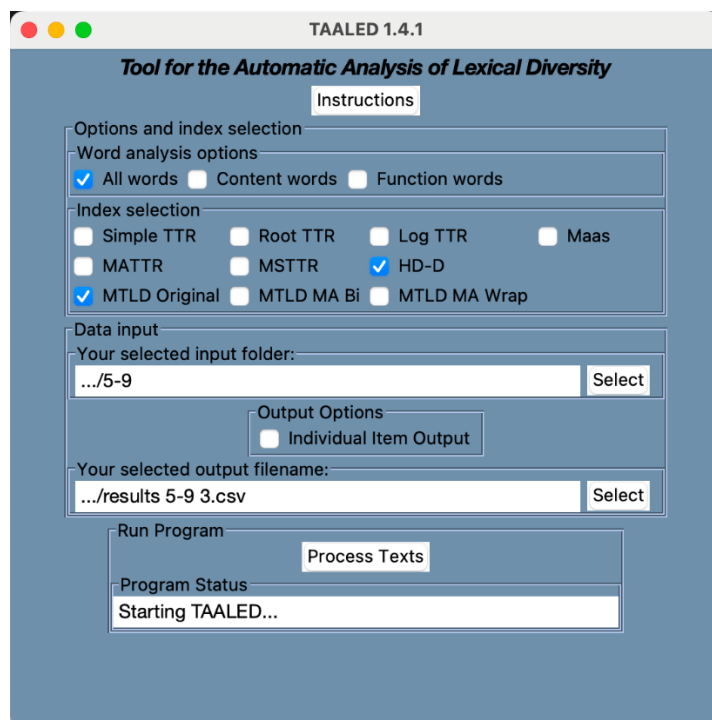 TAALED 1.4.1
Tool for the Automatic Analysis of Lexical Diversity
Instructions
Options and index selection
Word analysis options
All words Content words Function words
Index selection
Simple TTR Root TTR Log TTR Maas
MATTR MSTTR HD-D
MTLD Original MTLD MA Bi MTLD MA Wrap
Data input
Your selected input folder:
.../5-9 Select
Output Options
Individual Item Output
Your selected output filename:
.../results 5-9 3.csv Select
Run Program
Process Texts
Program Status
Starting TAALED...